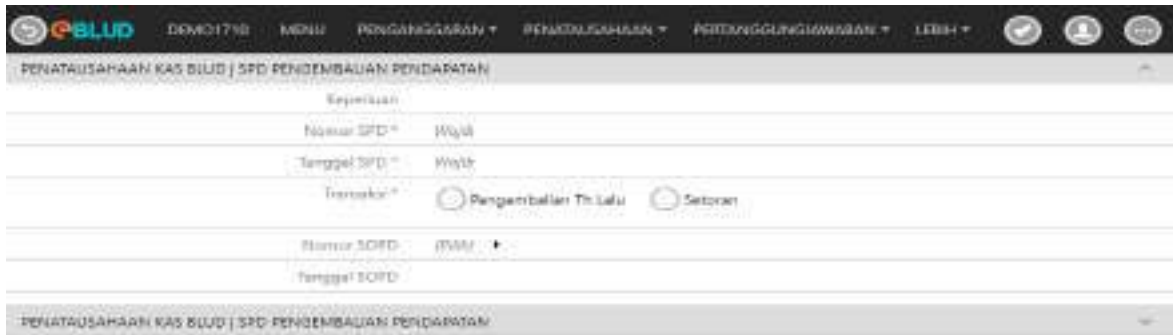 eBLUD DEMO1710 MENU PENGANGGARAN PENATAUSAHAAN PERTANGGUNGJAWABAN LEBIH
PENATAUSAHAAN KAS BLUD | SPD PENGEMBALIAN PENDAPATAN
Keperluan
Nomor SPD * Wajib
Tanggal SPD * Wajib
Transaksi * Pengembalian Th Lalu Setoran
Nomor SOPD
Tanggal SOPD
PENATAUSAHAAN KAS BLUD | SPD PENGEMBALIAN PENDAPATAN